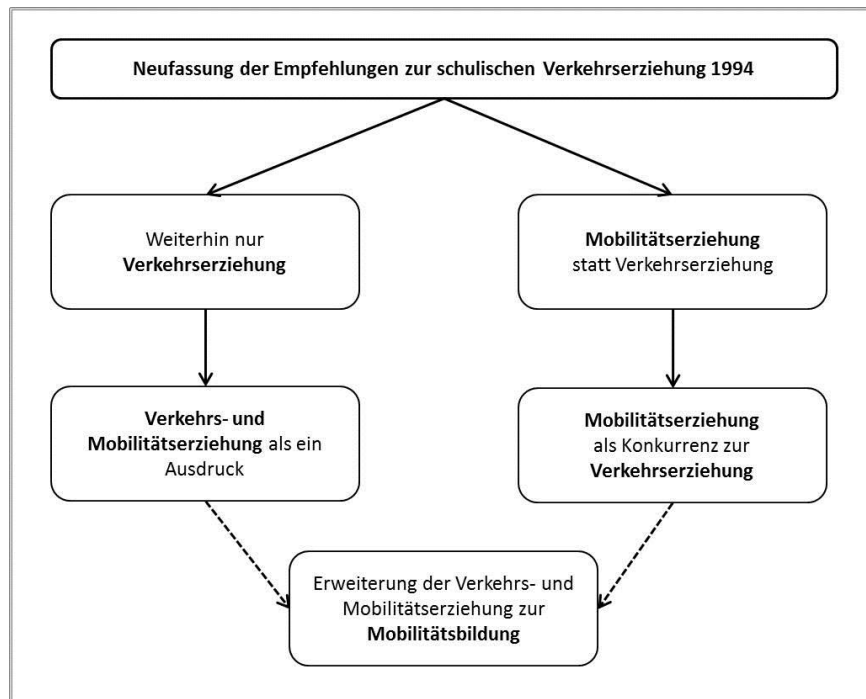 Neufassung der Empfehlungen zur schulischen Verkehrserziehung 1994
Weiterhin nur
Verkehrserziehung
Mobilitätserziehung
statt Verkehrserziehung
Verkehrs- und
Mobilitätserziehung als ein
Ausdruck
Mobilitätserziehung
als Konkurrenz zur
Verkehrserziehung
Erweiterung der Verkehrs- und
Mobilitätserziehung zur
Mobilitätsbildung